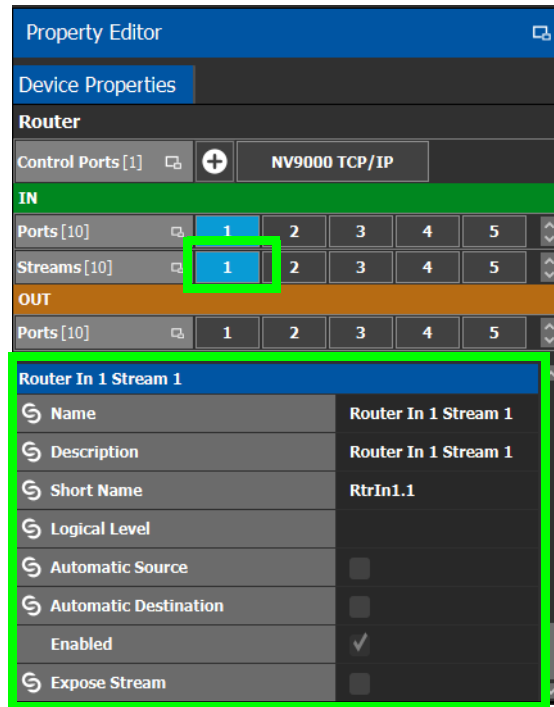 Property Editor
Device Properties
Router
Control Ports [1] NV9000 TCP/IP
IN
Ports [10] 1 2 3 4 5
Streams [10] 1 2 3 4 5
OUT
Ports [10] 1 2 3 4 5
Router In 1 Stream 1
Name Router In 1 Stream 1
Description Router In 1 Stream 1
Short Name RtrIn1.1
Logical Level
Automatic Source
Automatic Destination
Enabled
Expose Stream